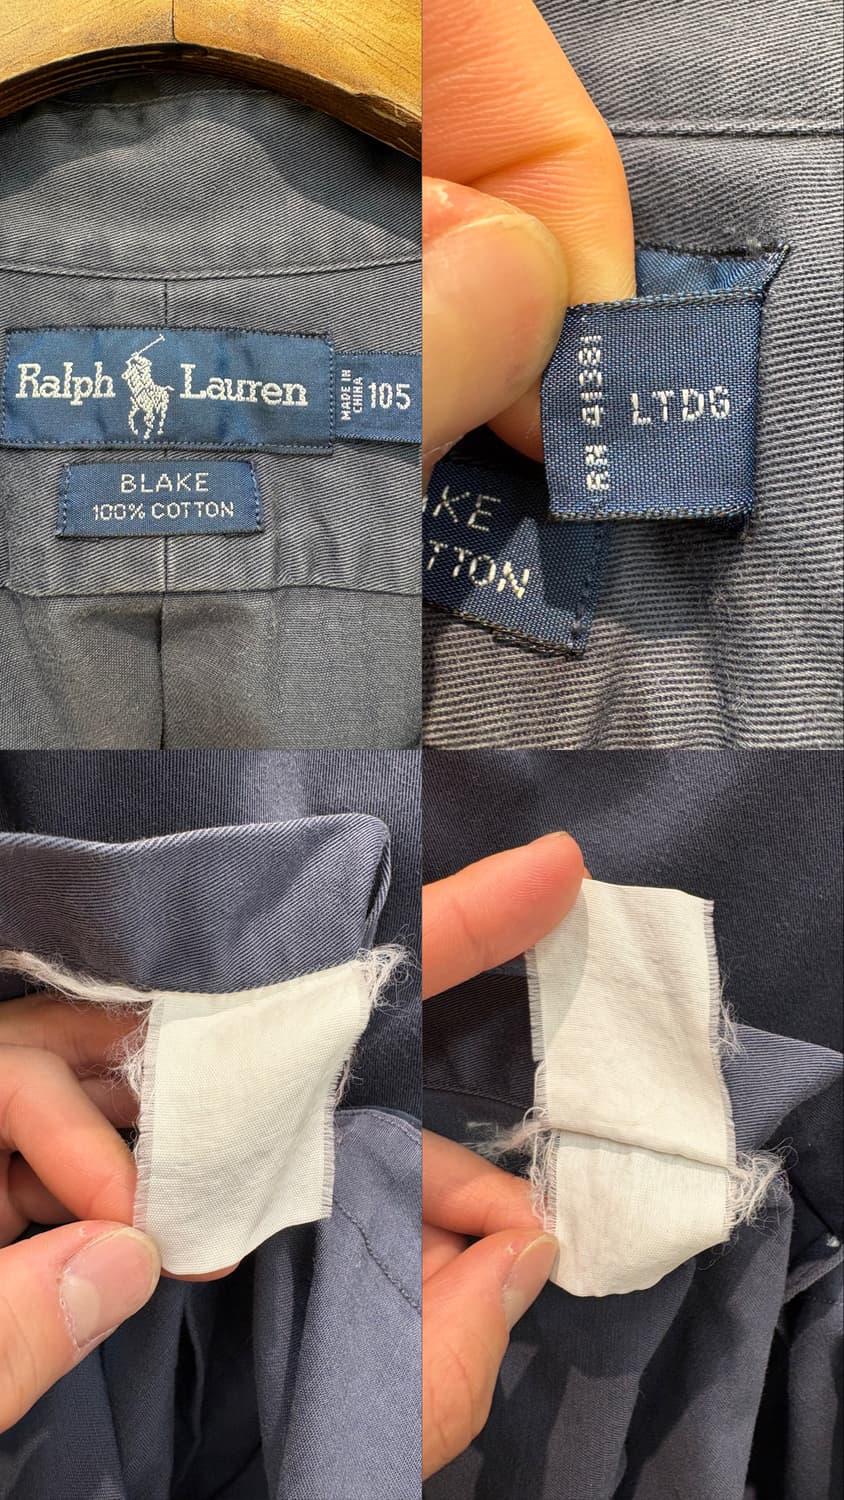 Ralph Lauren
MADE IN
CHINA
105
BLAKE
100% COTTON
RN 41381
LTDG
KE
TTON